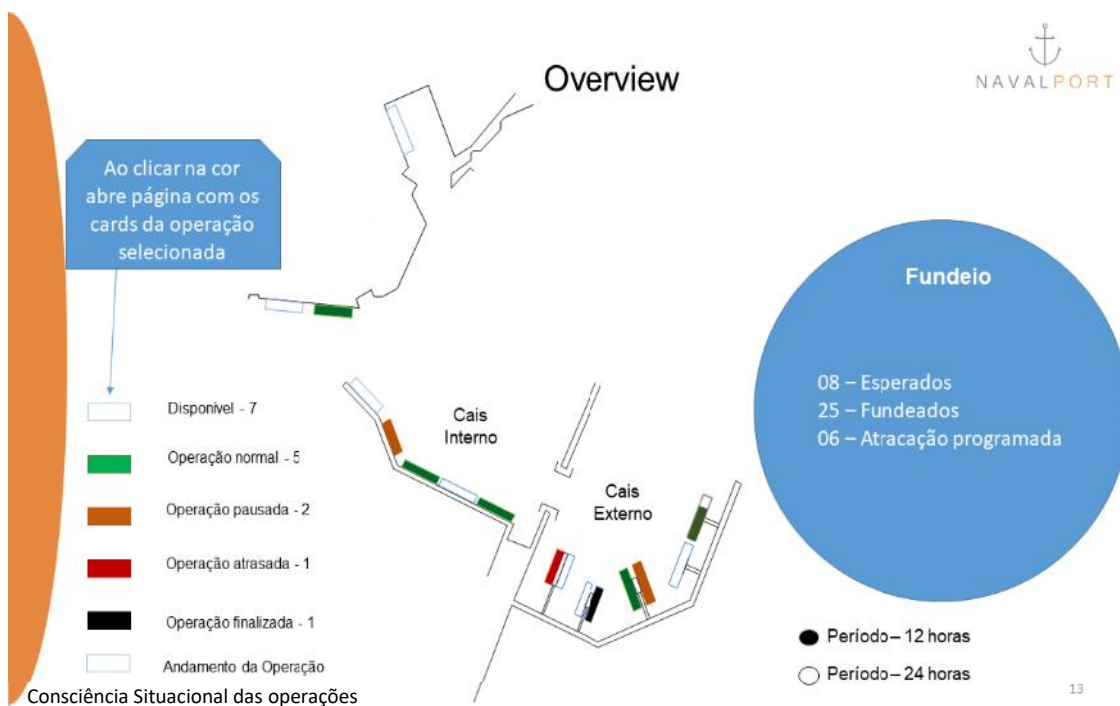 Overview
NAVALPORT
Ao clicar na cor
abre página com os
cards da operação
selecionada
Fundeio
08 – Esperados
25 – Fundeados
06 – Atracação programada
Disponível - 7
Operação normal - 5
Operação pausada - 2
Operação atrasada - 1
Operação finalizada - 1
Andamento da Operação
Cais
Interno
Cais
Externo
Período – 12 horas
Período – 24 horas
13
Consciência Situacional das operações